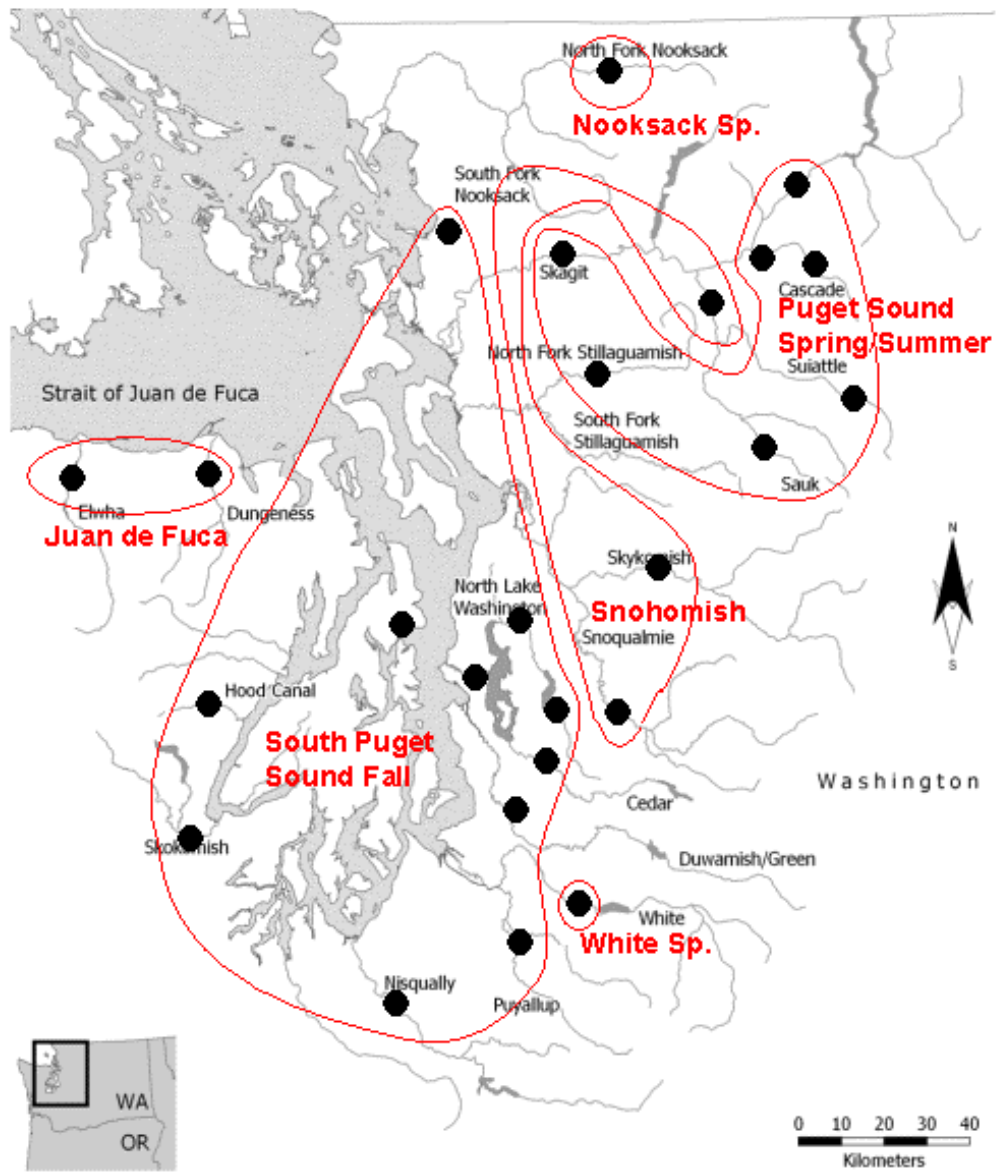 North Fork Nooksack
Nooksack Sp.
South Fork
Nooksack
Skagit
Cascade
Puget Sound
Spring/Summer
North Fork Stillaguamish
Suiattle
Strait of Juan de Fuca
South Fork
Stillaguamish
Sauk
Elwha
Dungeness
Juan de Fuca
N
S
Skykomish
North Lake
Washington
Snohomish
Snoqualmie
Hood Canal
South Puget
Sound Fall
Washington
Cedar
Skokomish
Duwamish/Green
White
White Sp.
Nisqually
Puyallup
WA
OR
0 10 20 30 40
Kilometers